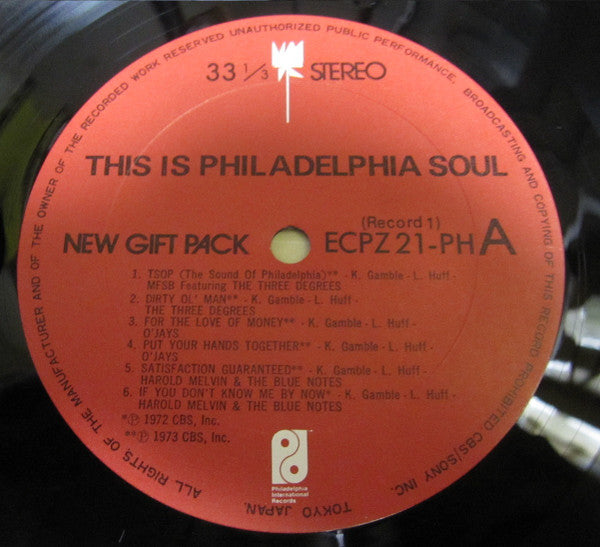 ALL RIGHTS OF THE MANUFACTURER AND OF THE OWNER OF THE RECORDED WORK RESERVED UNAUTHORIZED PUBLIC PERFORMANCE, BROADCASTING AND COPYING OF THIS RECORD PROHIBITED CBS/SONY INC. TOKYO JAPAN.
33 1/3 STEREO
THIS IS PHILADELPHIA SOUL
NEW GIFT PACK
(Record 1)
ECPZ 21-PH A
1. TSOP (The Sound Of Philadelphia)** - K. Gamble - L. Huff -
MFSB Featuring THE THREE DEGREES
2. DIRTY OL' MAN** - K. Gamble - L. Huff -
THE THREE DEGREES
3. FOR THE LOVE OF MONEY** - K. Gamble - L. Huff -
O'JAYS
4. PUT YOUR HANDS TOGETHER** - K. Gamble - L. Huff -
O'JAYS
5. SATISFACTION GUARANTEED** - K. Gamble - L. Huff -
HAROLD MELVIN & THE BLUE NOTES
6. IF YOU DON'T KNOW ME BY NOW* - K. Gamble - L. Huff -
HAROLD MELVIN & THE BLUE NOTES
*℗ 1972 CBS, Inc.
**℗ 1973 CBS, Inc.
Philadelphia
International
Records